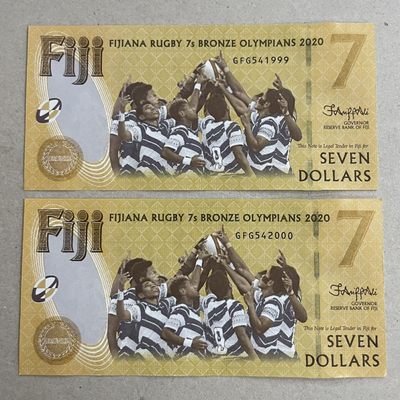 Fiji
FIJIANA RUGBY 7s BRONZE OLYMPIANS 2020
GFG541999
7
GOVERNOR
RESERVE BANK OF FIJI
This Note is Legal Tender in Fiji for
SEVEN
DOLLARS
Fiji
FIJIANA RUGBY 7s BRONZE OLYMPIANS 2020
GFG542000
7
GOVERNOR
RESERVE BANK OF FIJI
This Note is Legal Tender in Fiji for
SEVEN
DOLLARS